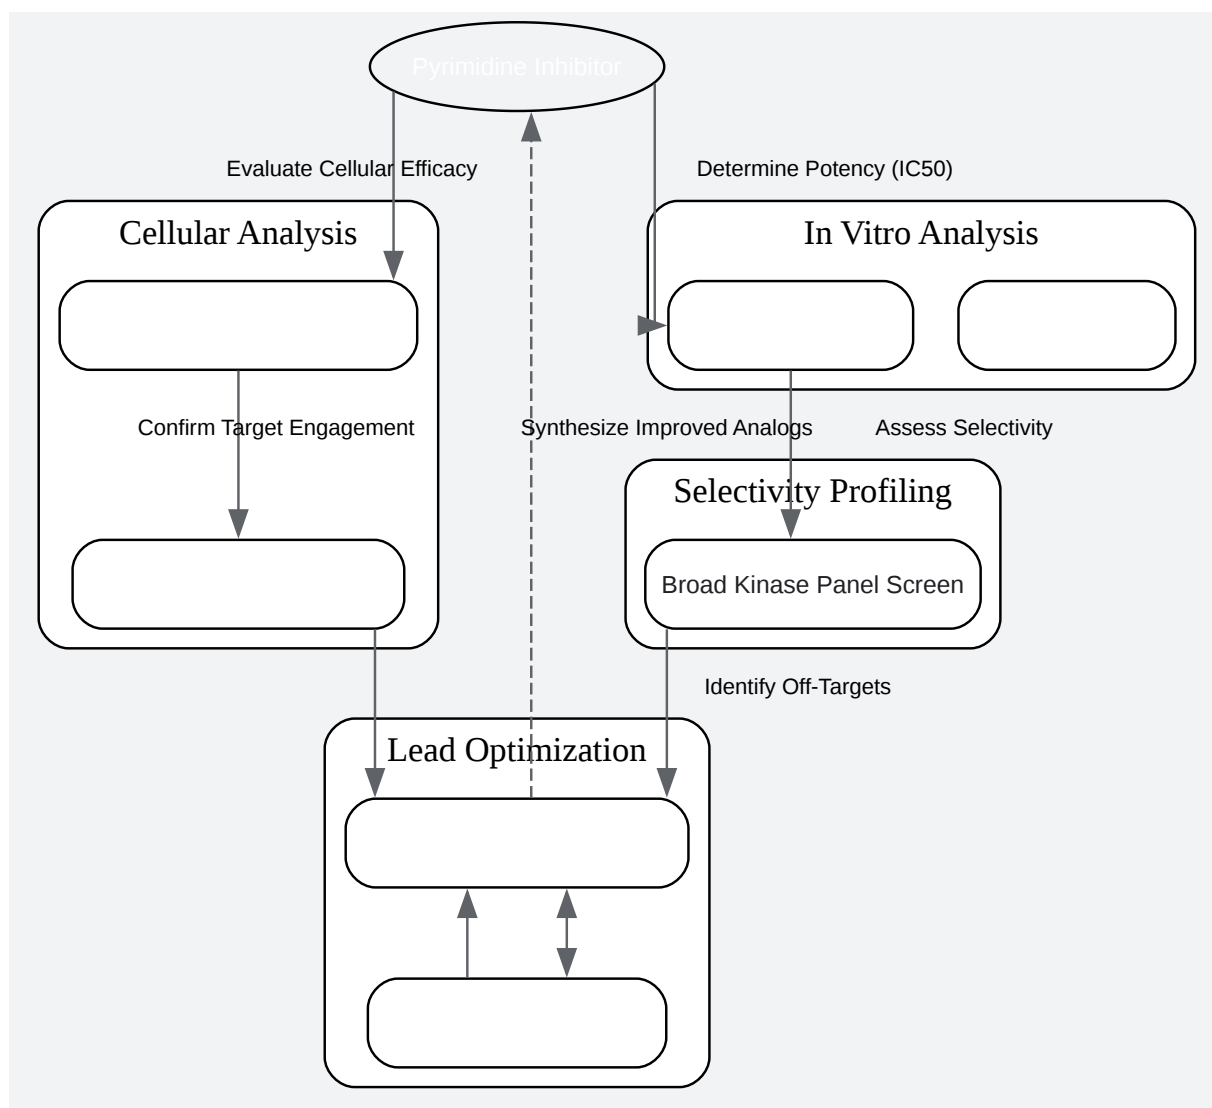 Pyrimidine Inhibitor
Evaluate Cellular Efficacy
Determine Potency (IC50)
Cellular Analysis
In Vitro Analysis
Confirm Target Engagement
Synthesize Improved Analogs
Assess Selectivity
Selectivity Profiling
Broad Kinase Panel Screen
Identify Off-Targets
Lead Optimization